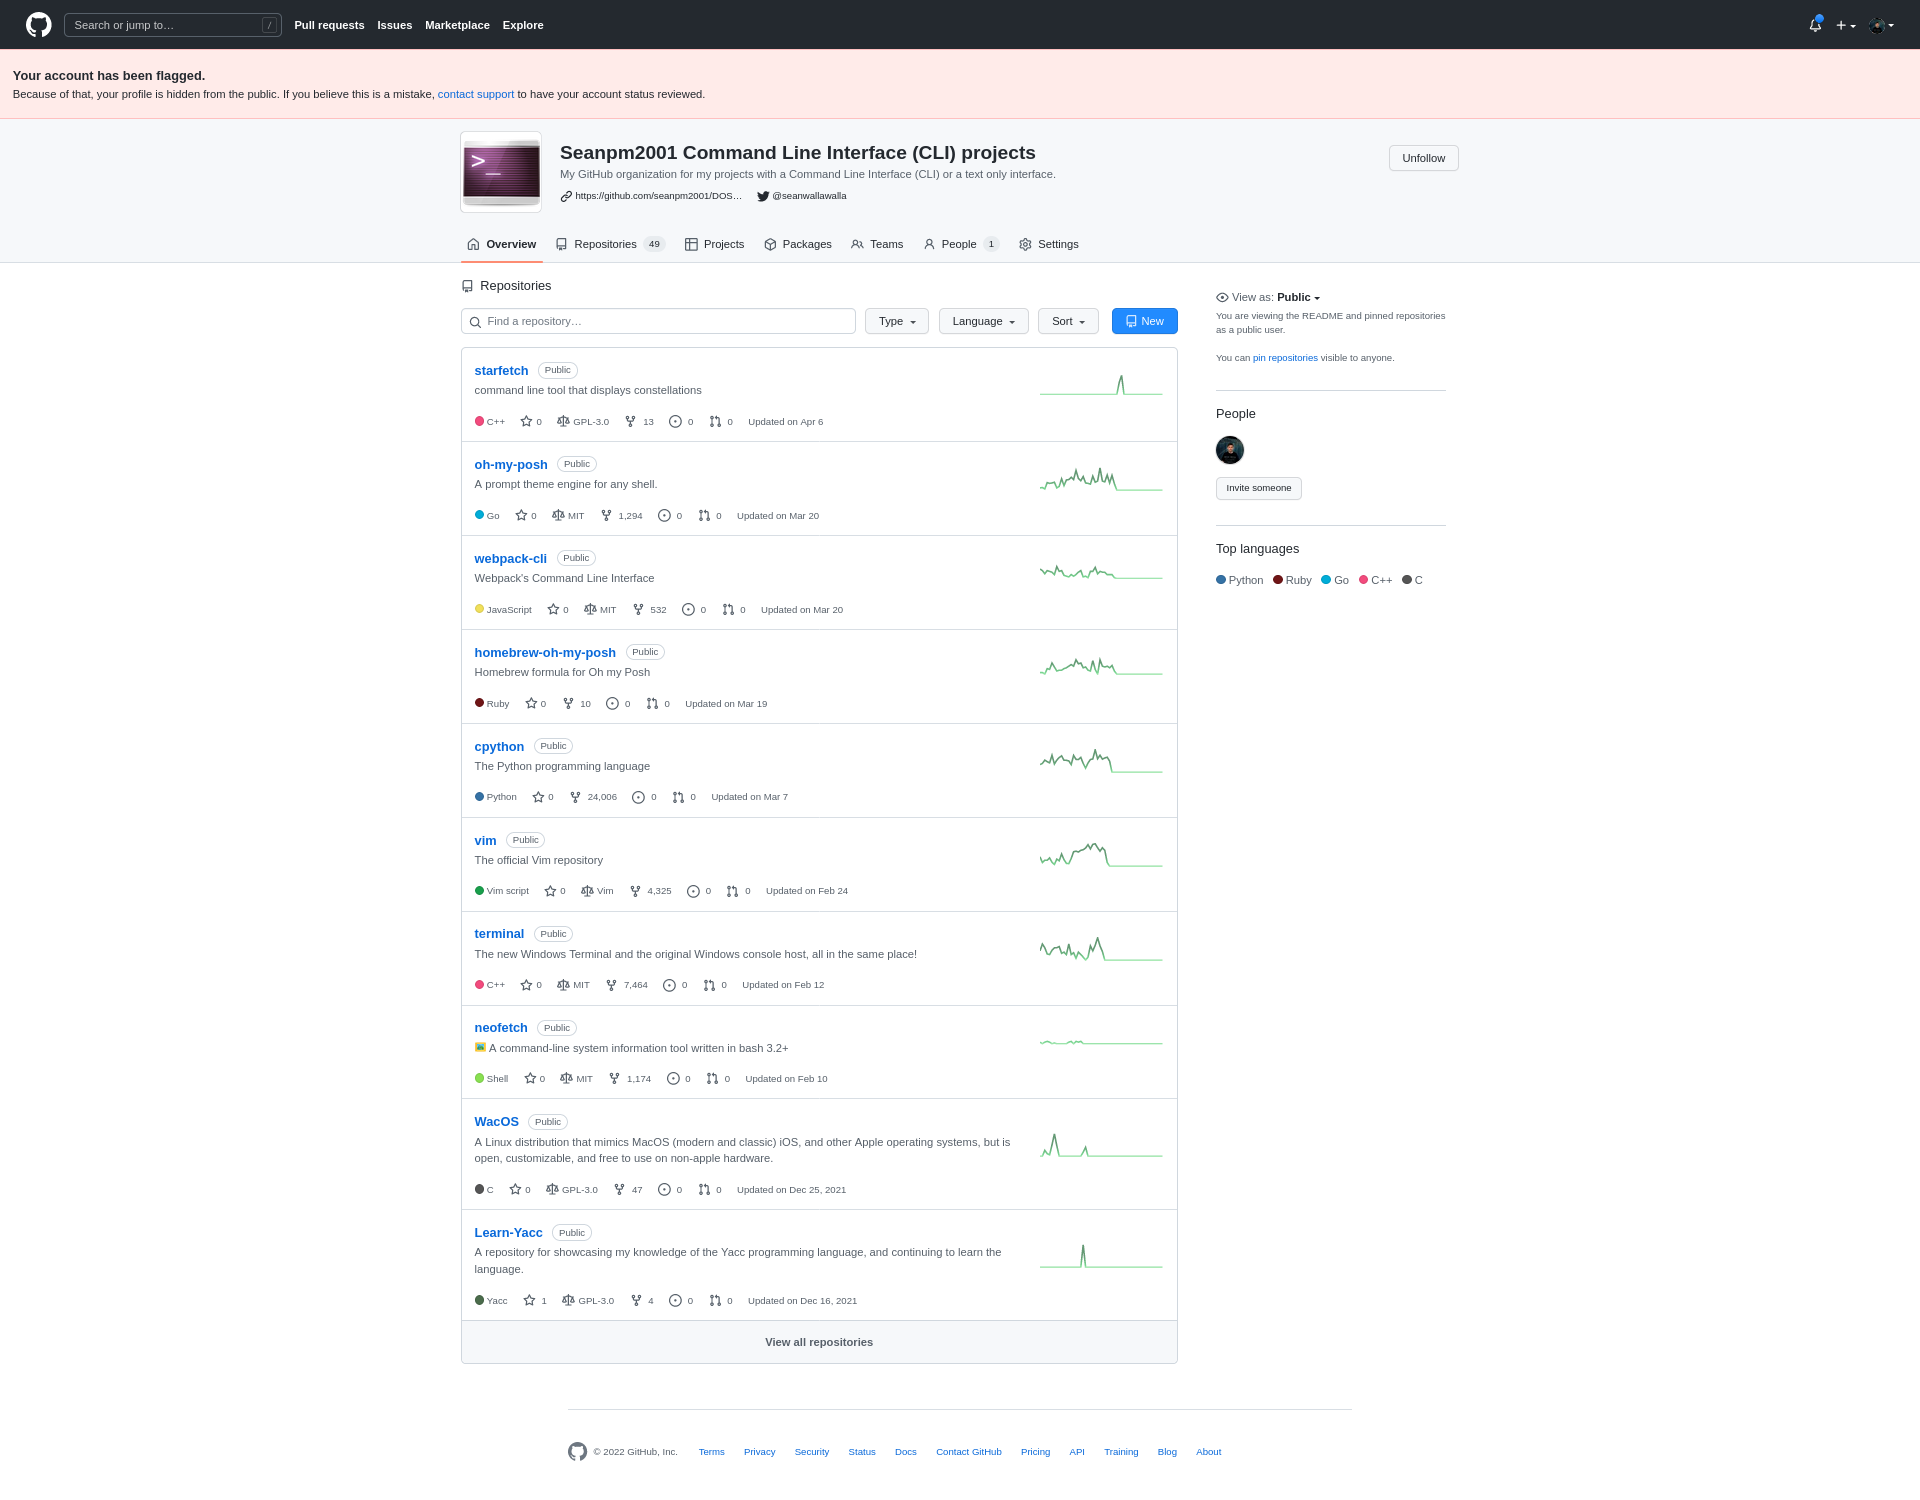 Search or jump to… /
Pull requests Issues Marketplace Explore
Your account has been flagged.
Because of that, your profile is hidden from the public. If you believe this is a mistake, contact support to have your account status reviewed.
>_
Seanpm2001 Command Line Interface (CLI) projects
Unfollow
My GitHub organization for my projects with a Command Line Interface (CLI) or a text only interface.
https://github.com/seanpm2001/DOS… @seanwallawalla
Overview Repositories 49 Projects Packages Teams People 1 Settings
Repositories
Find a repository… Type Language Sort New
starfetch Public
command line tool that displays constellations
C++ 0 GPL-3.0 13 0 0 Updated on Apr 6
oh-my-posh Public
A prompt theme engine for any shell.
Go 0 MIT 1,294 0 0 Updated on Mar 20
webpack-cli Public
Webpack's Command Line Interface
JavaScript 0 MIT 532 0 0 Updated on Mar 20
homebrew-oh-my-posh Public
Homebrew formula for Oh my Posh
Ruby 0 10 0 0 Updated on Mar 19
cpython Public
The Python programming language
Python 0 24,006 0 0 Updated on Mar 7
vim Public
The official Vim repository
Vim script 0 Vim 4,325 0 0 Updated on Feb 24
terminal Public
The new Windows Terminal and the original Windows console host, all in the same place!
C++ 0 MIT 7,464 0 0 Updated on Feb 12
neofetch Public
A command-line system information tool written in bash 3.2+
Shell 0 MIT 1,174 0 0 Updated on Feb 10
WacOS Public
A Linux distribution that mimics MacOS (modern and classic) iOS, and other Apple operating systems, but is
open, customizable, and free to use on non-apple hardware.
C 0 GPL-3.0 47 0 0 Updated on Dec 25, 2021
Learn-Yacc Public
A repository for showcasing my knowledge of the Yacc programming language, and continuing to learn the
language.
Yacc 1 GPL-3.0 4 0 0 Updated on Dec 16, 2021
View all repositories
View as: Public
You are viewing the README and pinned repositories
as a public user.
You can pin repositories visible to anyone.
People
Invite someone
Top languages
Python Ruby Go C++ C
© 2022 GitHub, Inc. Terms Privacy Security Status Docs Contact GitHub Pricing API Training Blog About